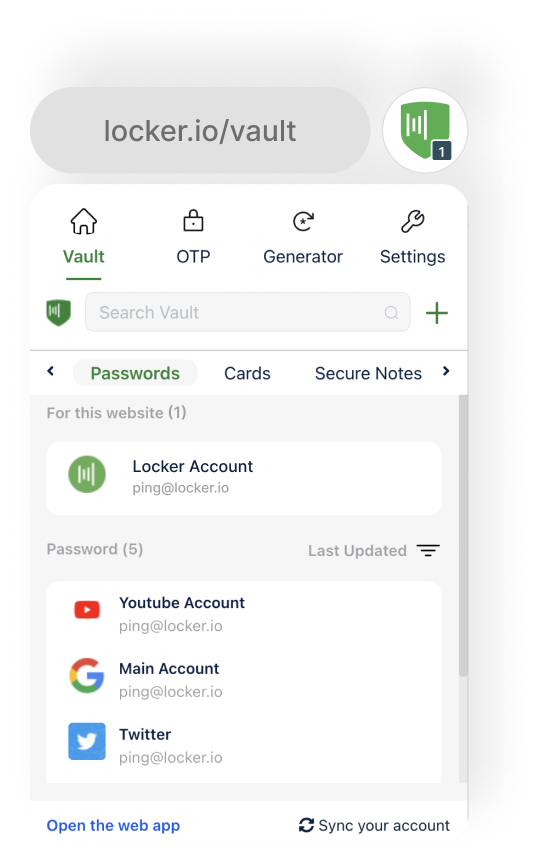 locker.io/vault
1
Vault OTP Generator Settings
Search Vault
Passwords Cards Secure Notes
For this website (1)
Locker Account
ping@locker.io
Password (5) Last Updated
Youtube Account
ping@locker.io
Main Account
ping@locker.io
Twitter
ping@locker.io
Open the web app Sync your account